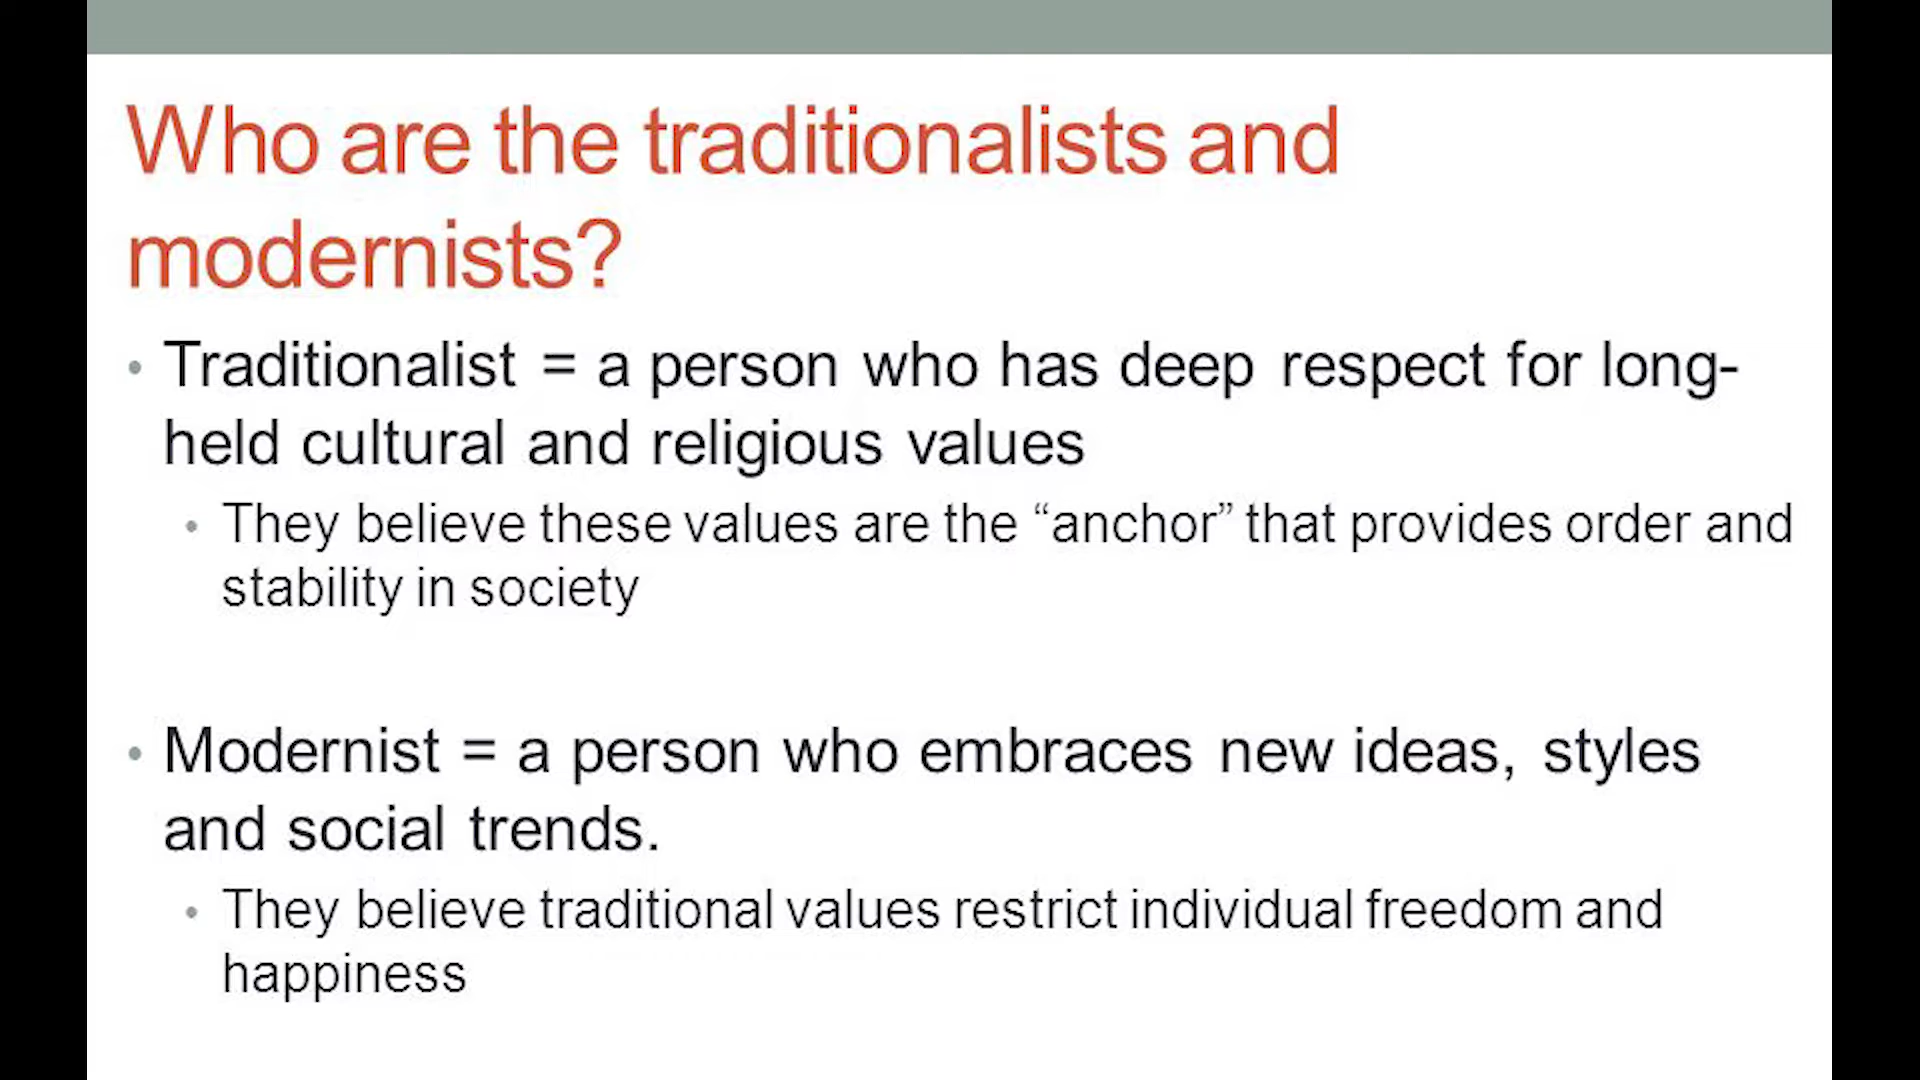 Who are the traditionalists and
modernists?
• Traditionalist = a person who has deep respect for long-
held cultural and religious values
• They believe these values are the “anchor” that provides order and
stability in society
• Modernist = a person who embraces new ideas, styles
and social trends.
• They believe traditional values restrict individual freedom and
happiness